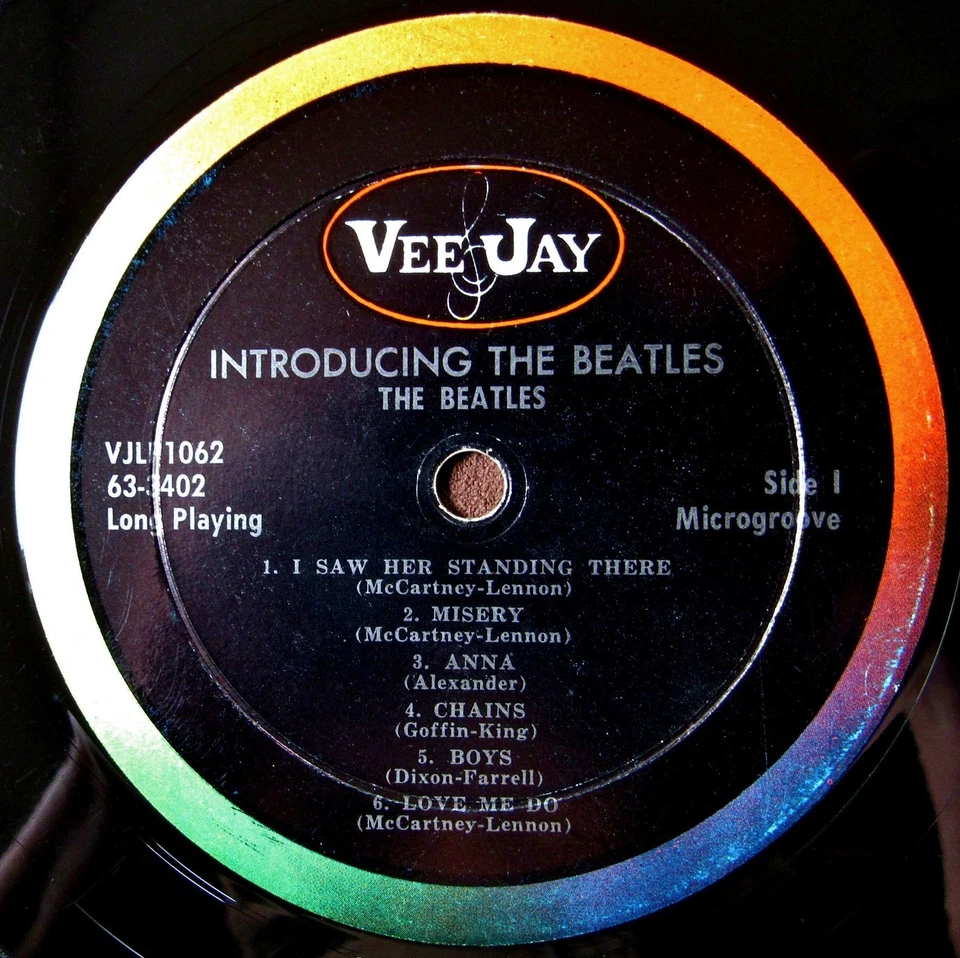 VEE JAY
INTRODUCING THE BEATLES
THE BEATLES
VJLP 1062
63-3402
Long Playing
Side I
Microgroove
1. I SAW HER STANDING THERE
(McCartney-Lennon)
2. MISERY
(McCartney-Lennon)
3. ANNA
(Alexander)
4. CHAINS
(Goffin-King)
5. BOYS
(Dixon-Farrell)
6. LOVE ME DO
(McCartney-Lennon)